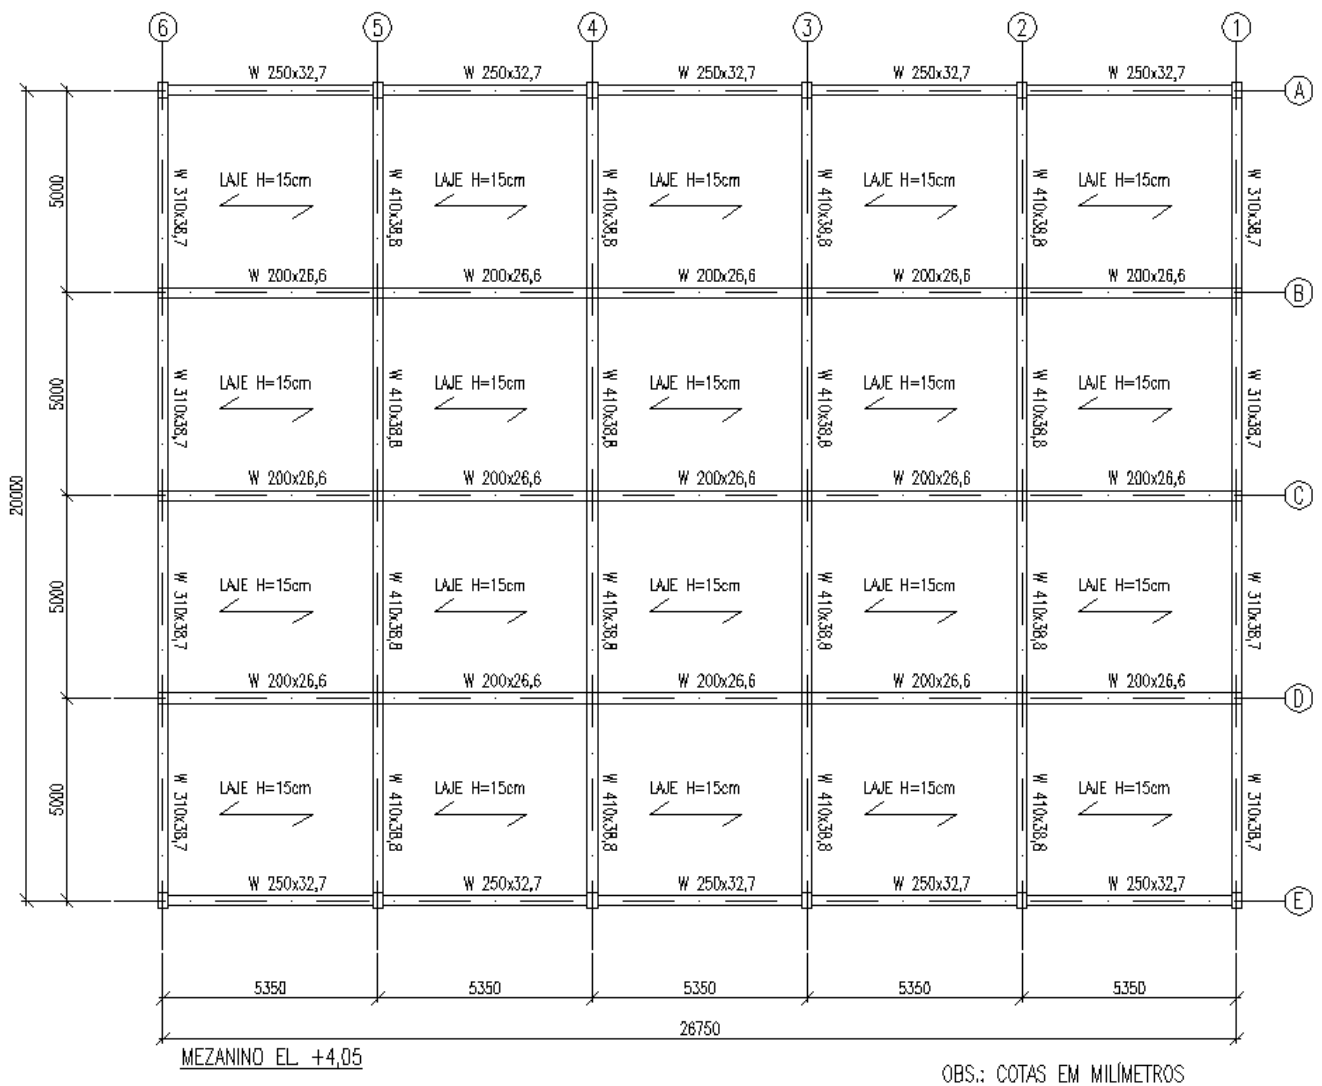 6 5 4 3 2 1
W 250x32,7 W 250x32,7 W 250x32,7 W 250x32,7 W 250x32,7
A
5000
W 310x38,7 LAJE H=15cm W 410x38,8 LAJE H=15cm W 410x38,8 LAJE H=15cm W 410x38,8 LAJE H=15cm W 410x38,8 LAJE H=15cm W 310x38,7
W 200x26,6 W 200x26,6 W 200x26,6 W 200x26,6 W 200x26,6
B
5000
W 310x38,7 LAJE H=15cm W 410x38,8 LAJE H=15cm W 410x38,8 LAJE H=15cm W 410x38,8 LAJE H=15cm W 410x38,8 LAJE H=15cm W 310x38,7
W 200x26,6 W 200x26,6 W 200x26,6 W 200x26,6 W 200x26,6
20000
C
5000
W 310x38,7 LAJE H=15cm W 410x38,8 LAJE H=15cm W 410x38,8 LAJE H=15cm W 410x38,8 LAJE H=15cm W 410x38,8 LAJE H=15cm W 310x38,7
W 200x26,6 W 200x26,6 W 200x26,6 W 200x26,6 W 200x26,6
D
5000
W 310x38,7 LAJE H=15cm W 410x38,8 LAJE H=15cm W 410x38,8 LAJE H=15cm W 410x38,8 LAJE H=15cm W 410x38,8 LAJE H=15cm W 310x38,7
W 250x32,7 W 250x32,7 W 250x32,7 W 250x32,7 W 250x32,7
E
5350 5350 5350 5350 5350
26750
MEZANINO EL. +4,05
OBS.: COTAS EM MILÍMETROS